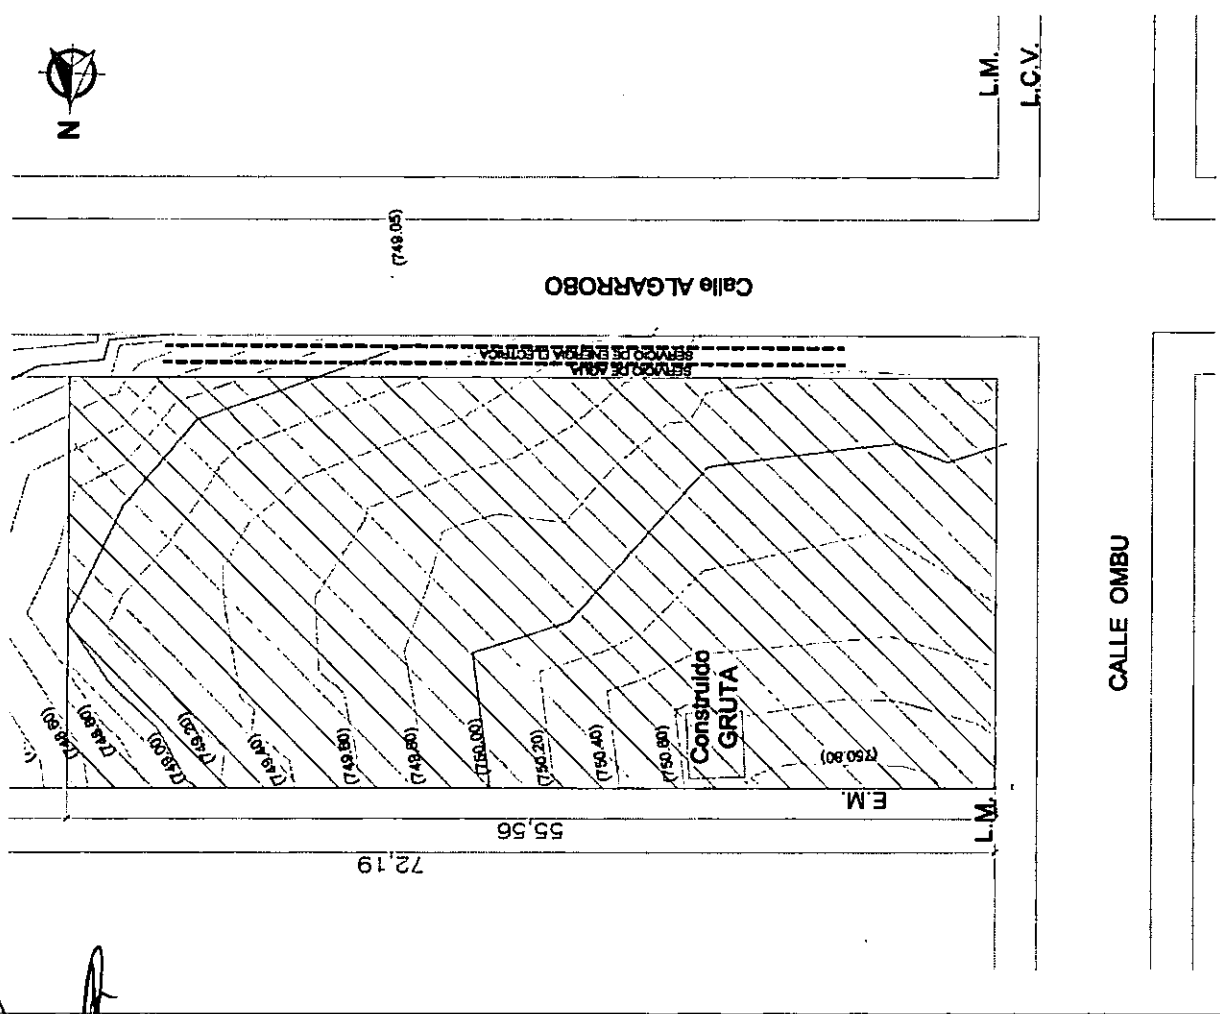 N
L.M.
L.C.V.
(749.05)
Calle ALGARROBO
SERVICIO DE ENERGIA ELECTRICA
SERVICIO DE AGUA
CALLE OMBU
Construido
GRUTA
(748.60)
(748.80)
(749.00)
(749.20)
(749.40)
(749.60)
(749.80)
(750.00)
(750.20)
(750.40)
(750.60)
(750.80)
E.M.
L.M.
55,56
72,19